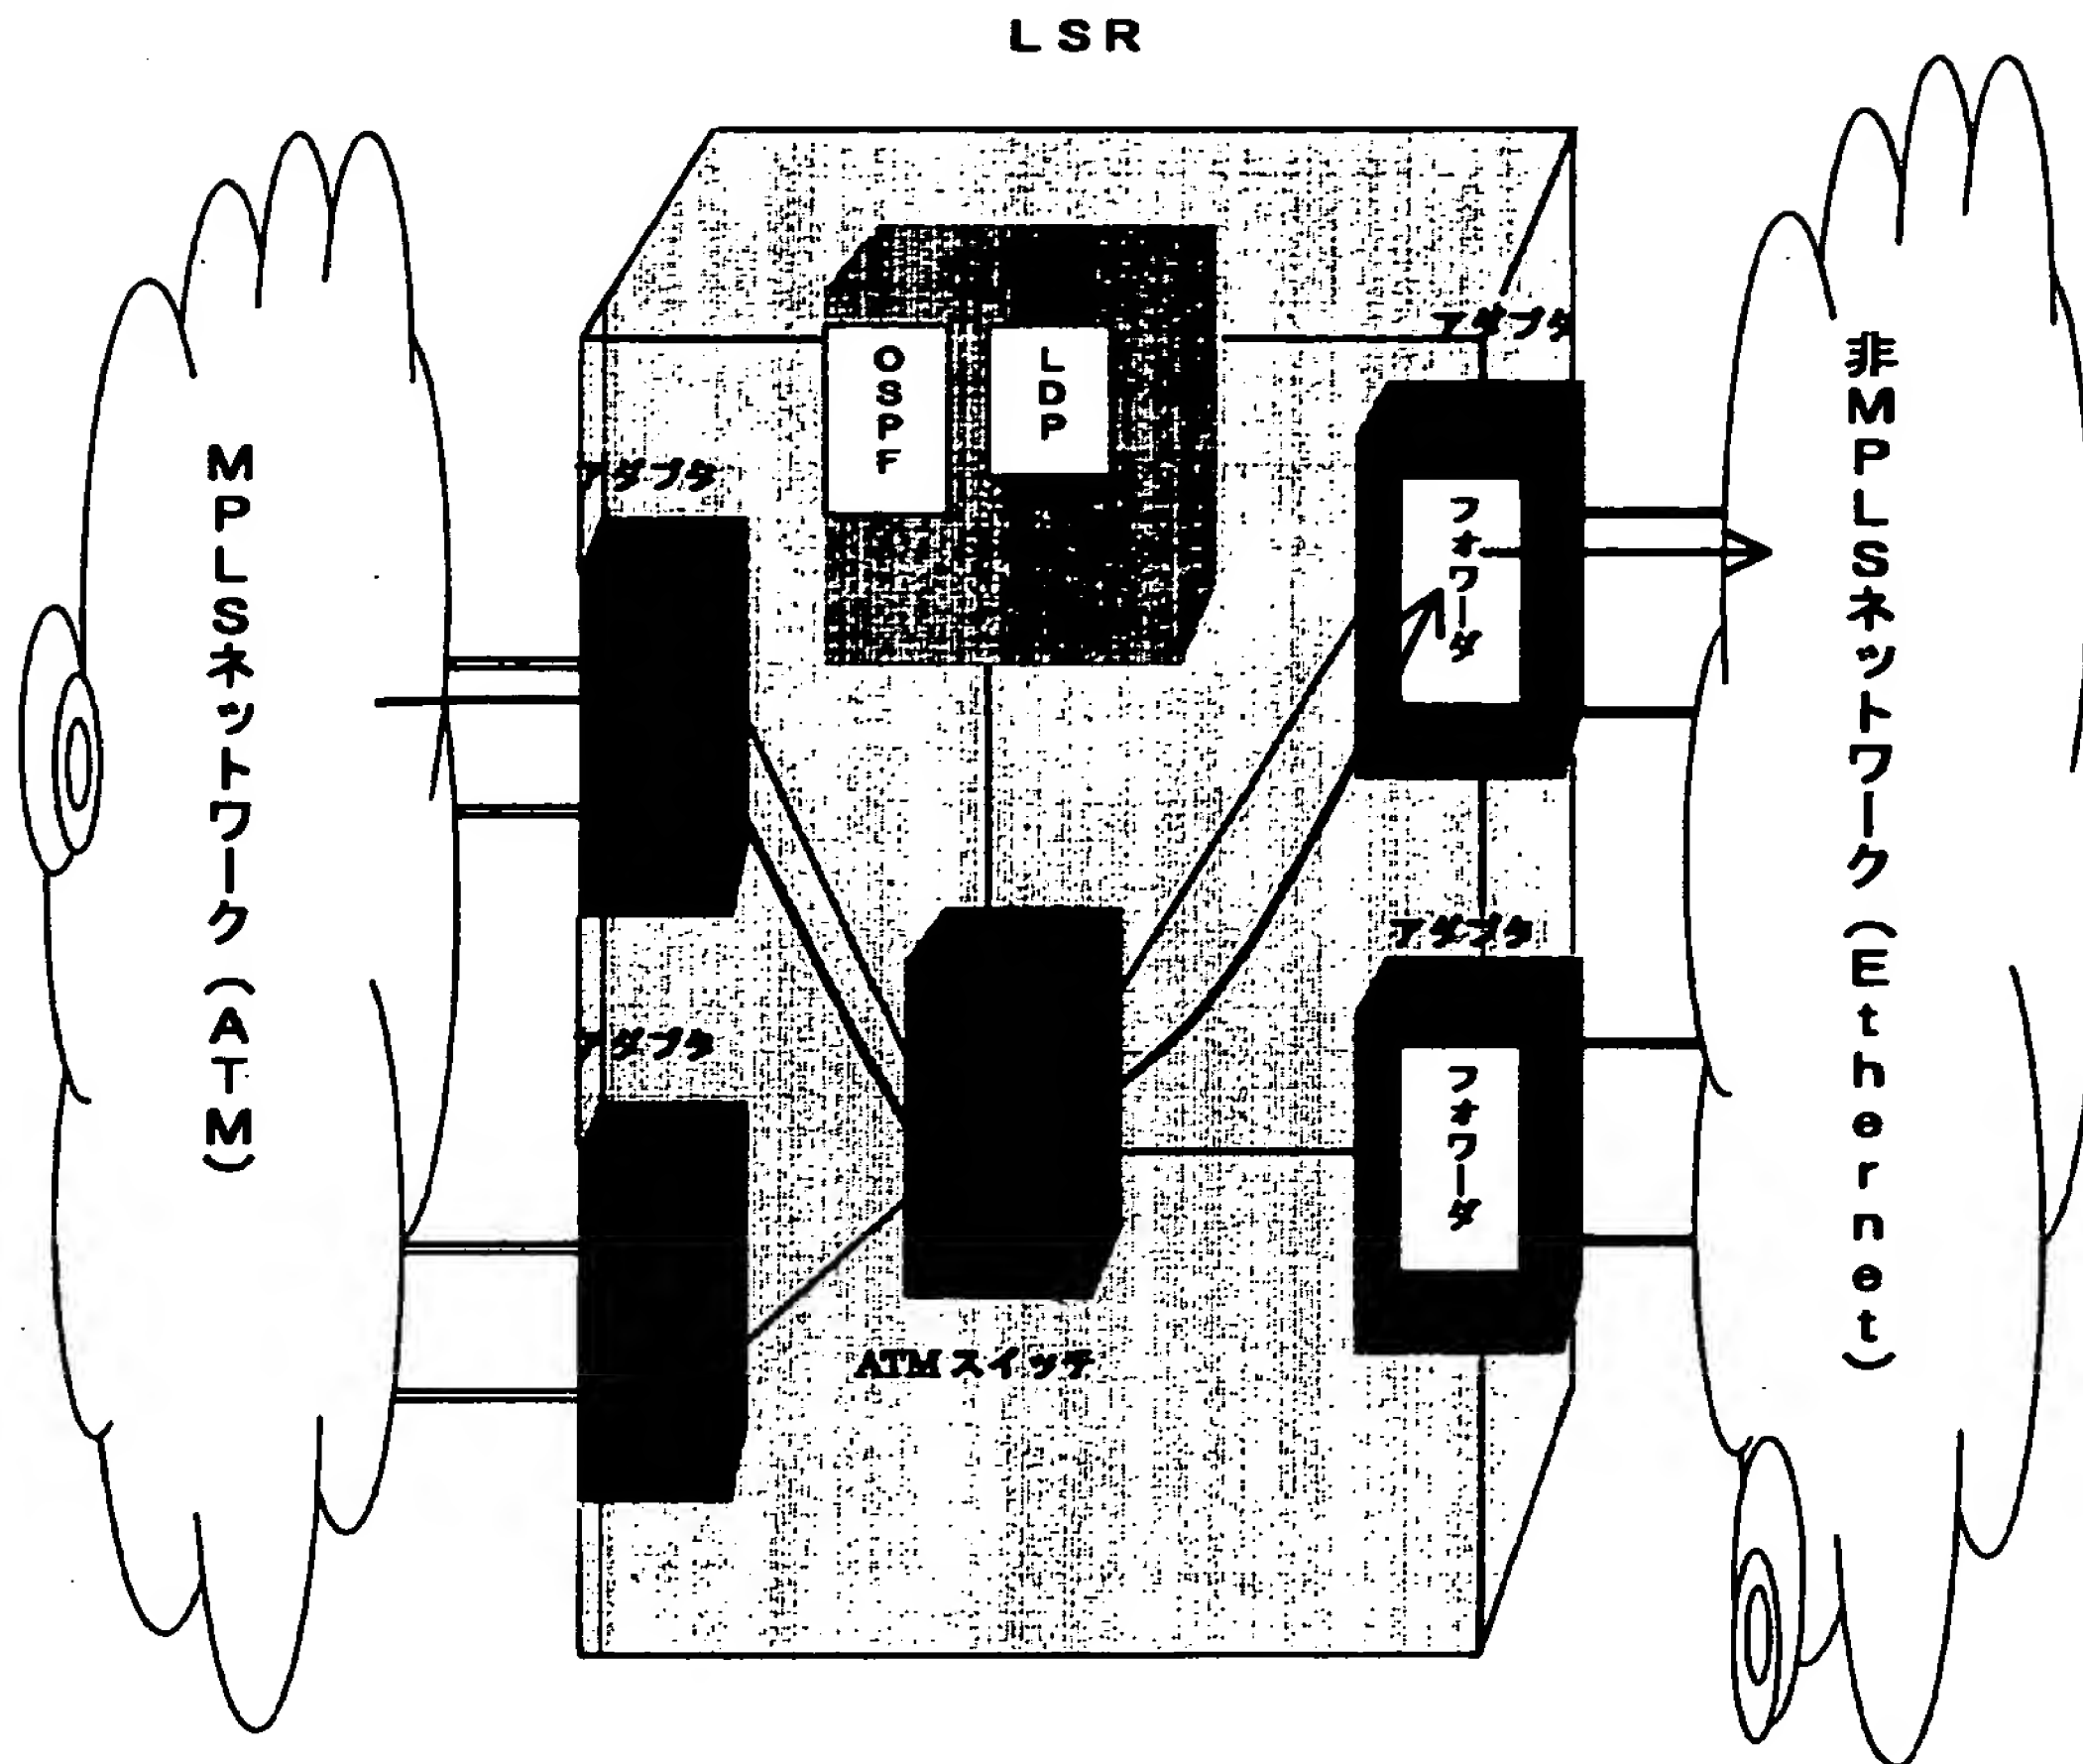 LSR
MPLSネットワーク(ATM)
アダプタ
アダプタ
OSPF
LDP
ATMスイッチ
アダプタ
フォワーダ
アダプタ
フォワーダ
非MPLSネットワーク(Ethernet)